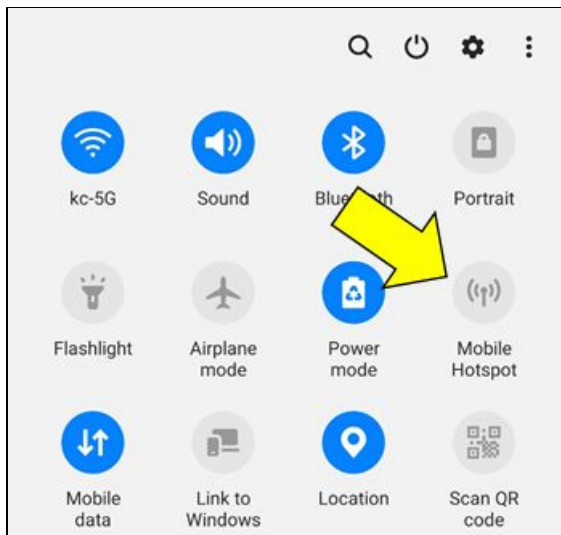 kc-5G
Sound
Portrait
Flashlight
Airplane
mode
Power
mode
Mobile
Hotspot
Mobile
data
Link to
Windows
Location
Scan QR
code